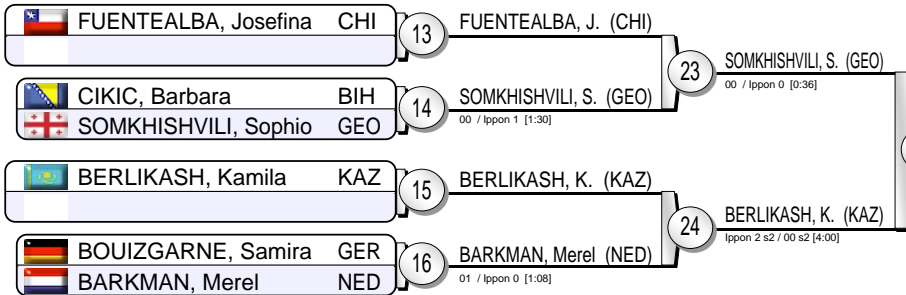 FUENTEALBA, Josefina CHI
13
FUENTEALBA, J. (CHI)
CIKIC, Barbara BIH
SOMKHISHVILI, Sophio GEO
14
SOMKHISHVILI, S. (GEO)
00 / Ippon 1 [1:30]
23
SOMKHISHVILI, S. (GEO)
00 / Ippon 0 [0:36]
BERLIKASH, Kamila KAZ
15
BERLIKASH, K. (KAZ)
BOUIZGARNE, Samira GER
BARKMAN, Merel NED
16
BARKMAN, Merel (NED)
01 / Ippon 0 [1:08]
24
BERLIKASH, K. (KAZ)
Ippon 2 s2 / 00 s2 [4:00]